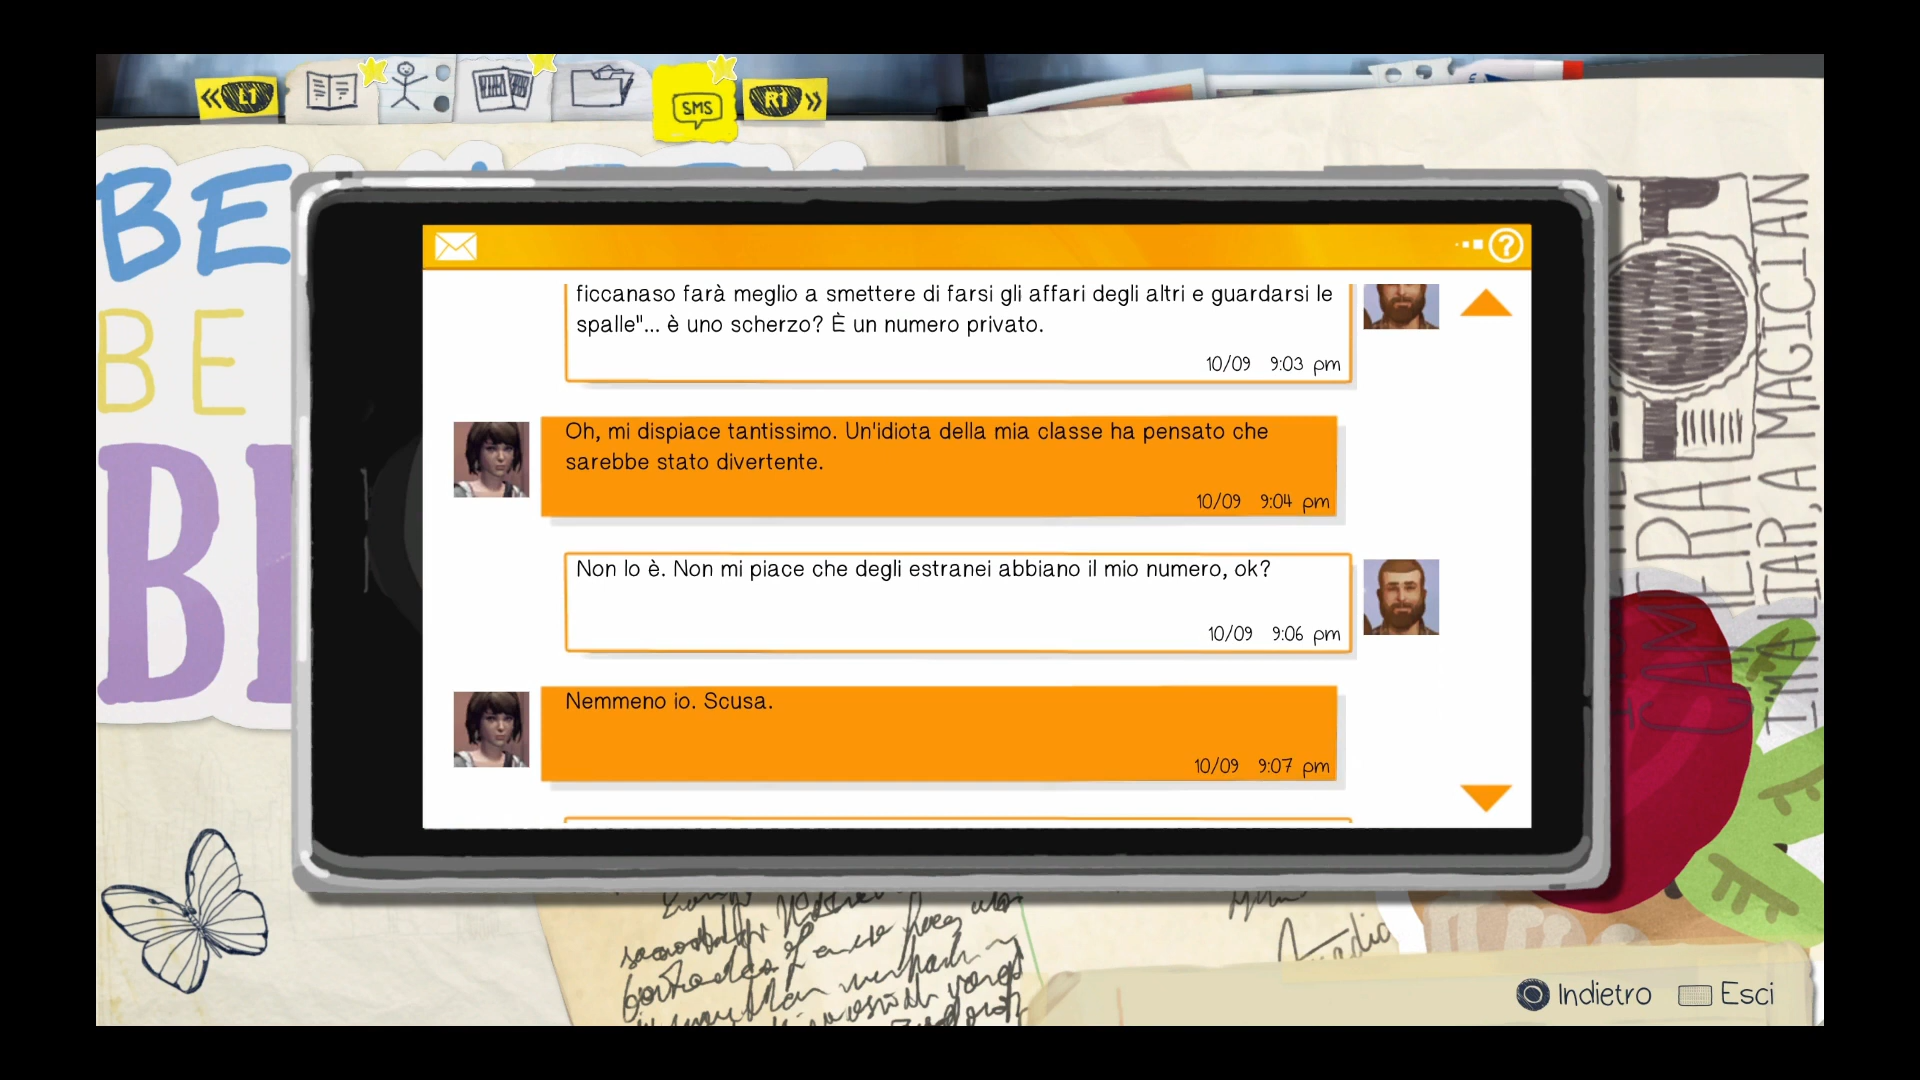 LT
SMS
R1
BE
BE
ficcanaso farà meglio a smettere di farsi gli affari degli altri e guardarsi le
spalle"... è uno scherzo? È un numero privato.
10/09 9:03 pm
Oh, mi dispiace tantissimo. Un'idiota della mia classe ha pensato che
sarebbe stato divertente.
10/09 9:04 pm
Non lo è. Non mi piace che degli estranei abbiano il mio numero, ok?
10/09 9:06 pm
Nemmeno io. Scusa.
10/09 9:07 pm
CAMERA
LIAR, A MAGICIAN
Indietro
Esci